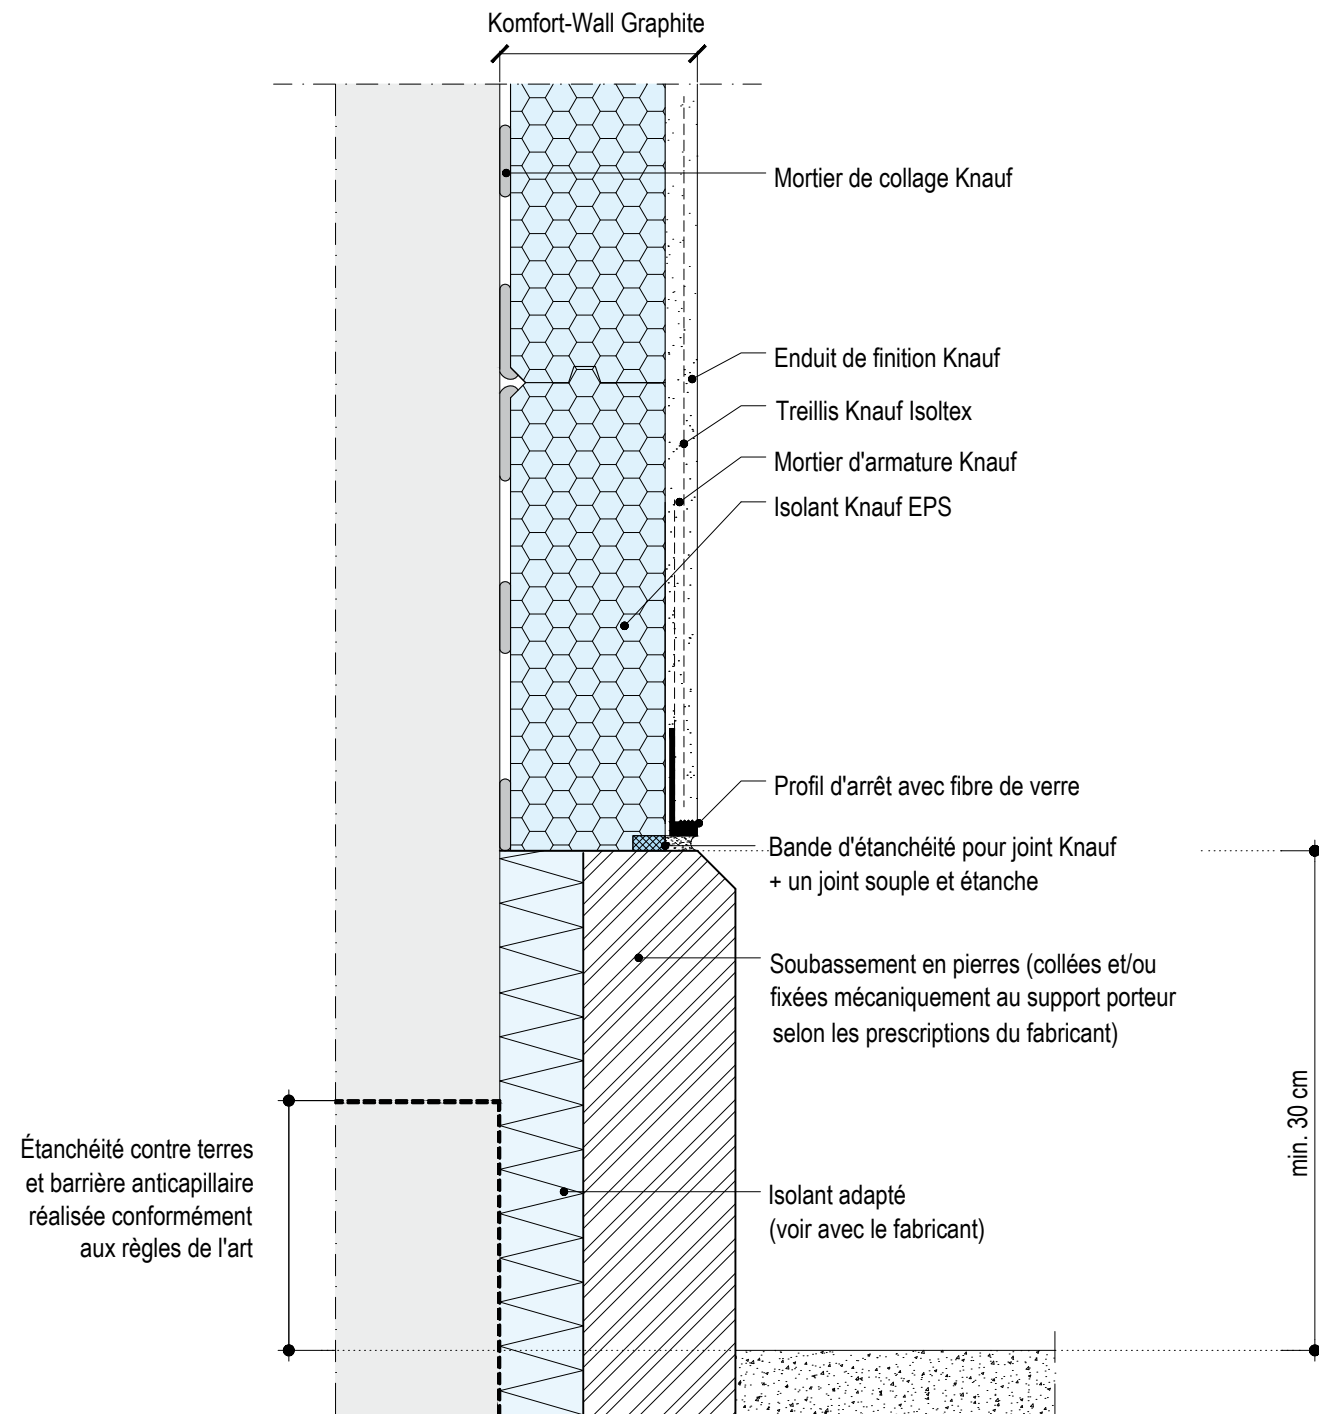 Komfort-Wall Graphite
Mortier de collage Knauf
Enduit de finition Knauf
Treillis Knauf Isoltex
Mortier d'armature Knauf
Isolant Knauf EPS
Profil d'arrêt avec fibre de verre
Bande d'étanchéité pour joint Knauf
+ un joint souple et étanche
Soubassement en pierres (collées et/ou
fixées mécaniquement au support porteur
selon les prescriptions du fabricant)
min. 30 cm
Étanchéité contre terres
et barrière anticapillaire
réalisée conformément
aux règles de l'art
Isolant adapté
(voir avec le fabricant)